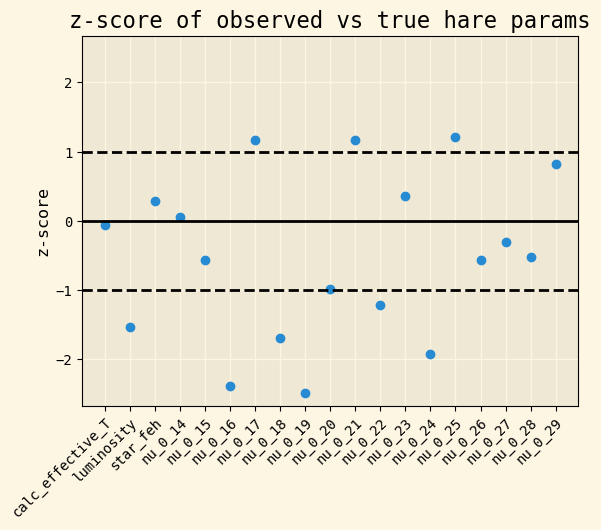 z-score of observed vs true hare params
z-score
2
1
0
−1
−2
calc_effective_T
luminosity
star_feh
nu_0_14
nu_0_15
nu_0_16
nu_0_17
nu_0_18
nu_0_19
nu_0_20
nu_0_21
nu_0_22
nu_0_23
nu_0_24
nu_0_25
nu_0_26
nu_0_27
nu_0_28
nu_0_29